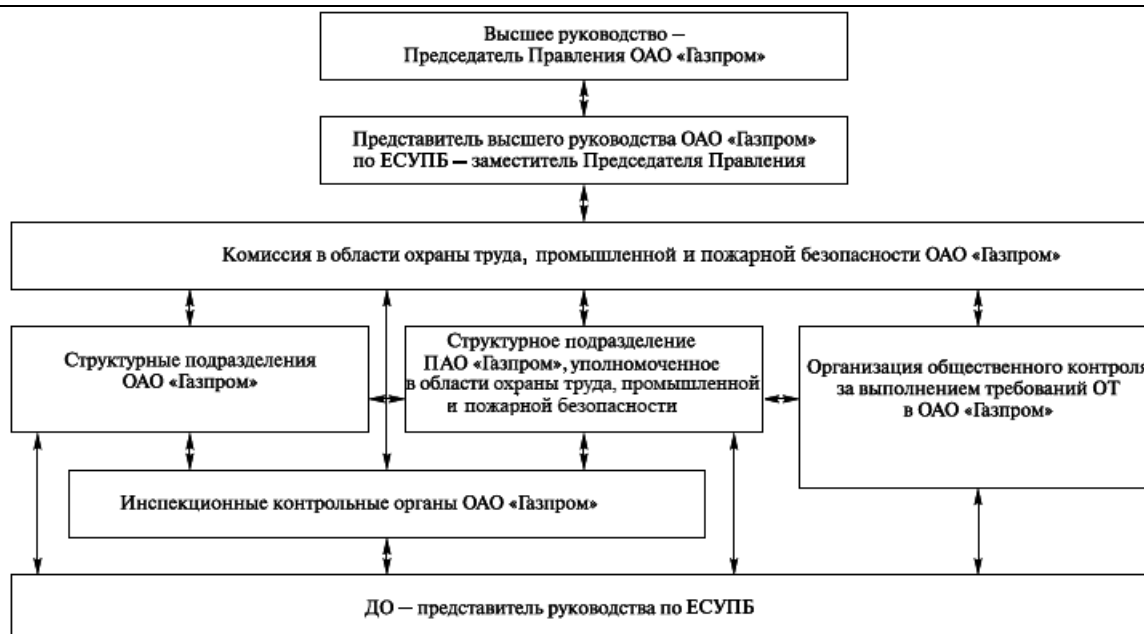 Высшее руководство —
Председатель Правления ОАО «Газпром»
Представитель высшего руководства ОАО «Газпром»
по ЕСУПБ — заместитель Председателя Правления
Комиссия в области охраны труда, промышленной и пожарной безопасности ОАО «Газпром»
Структурные подразделения
ОАО «Газпром»
Структурное подразделение
ПАО «Газпром», уполномоченное
в области охраны труда, промышленной
и пожарной безопасности
Организация общественного контроля
за выполнением требований ОТ
в ОАО «Газпром»
Инспекционные контрольные органы ОАО «Газпром»
ДО — представитель руководства по ЕСУПБ